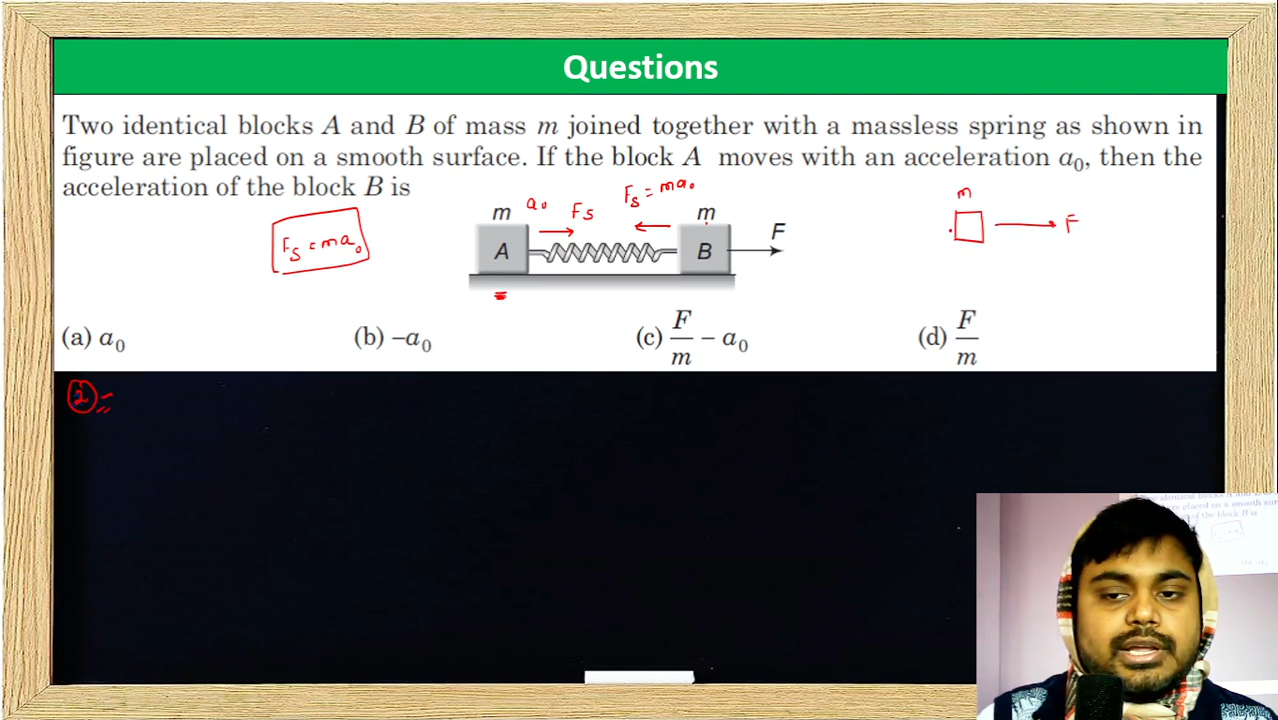 Questions
Two identical blocks A and B of mass m joined together with a massless spring as shown in
figure are placed on a smooth surface. If the block A moves with an acceleration a₀, then the
acceleration of the block B is
Fₛ = ma₀
m
a₀
Fₛ
Fₛ = ma₀
m
A
B
F
m
F
(a) a₀
(b) –a₀
(c) F/m – a₀
(d) F/m
2 =